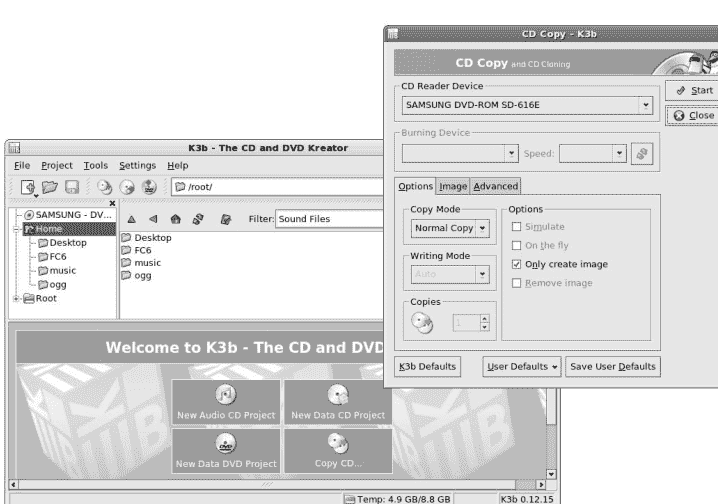 CD Copy - K3b
CD Copy and CD Cloning
CD Reader Device
SAMSUNG DVD-ROM SD-616E
Start
Close
Burning Device
Speed:
Options Image Advanced
Copy Mode
Normal Copy
Writing Mode
Auto
Copies
1
Options
Simulate
On the fly
Only create image
Remove image
K3b Defaults User Defaults Save User Defaults
K3b - The CD and DVD Kreator
File Project Tools Settings Help
/root/
SAMSUNG - DV...
Home
Desktop
FC6
music
ogg
Root
Filter: Sound Files
Desktop
FC6
music
ogg
Welcome to K3b - The CD and DVD
New Audio CD Project New Data CD Project
New Data DVD Project Copy CD...
Temp: 4.9 GB/8.8 GB K3b 0.12.15